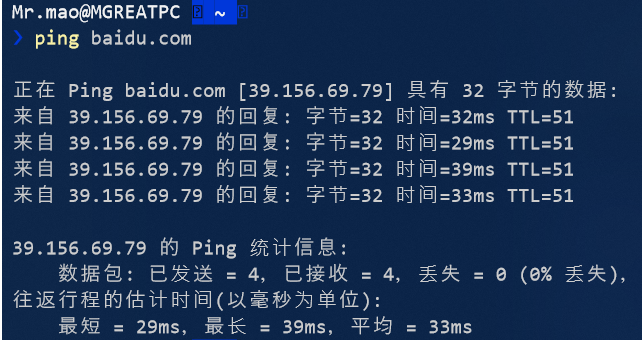 Mr.mao@MGREATPC ~
❯ ping baidu.com
正在 Ping baidu.com [39.156.69.79] 具有 32 字节的数据:
来自 39.156.69.79 的回复: 字节=32 时间=32ms TTL=51
来自 39.156.69.79 的回复: 字节=32 时间=29ms TTL=51
来自 39.156.69.79 的回复: 字节=32 时间=39ms TTL=51
来自 39.156.69.79 的回复: 字节=32 时间=33ms TTL=51
39.156.69.79 的 Ping 统计信息:
数据包: 已发送 = 4, 已接收 = 4, 丢失 = 0 (0% 丢失),
往返行程的估计时间(以毫秒为单位):
最短 = 29ms, 最长 = 39ms, 平均 = 33ms